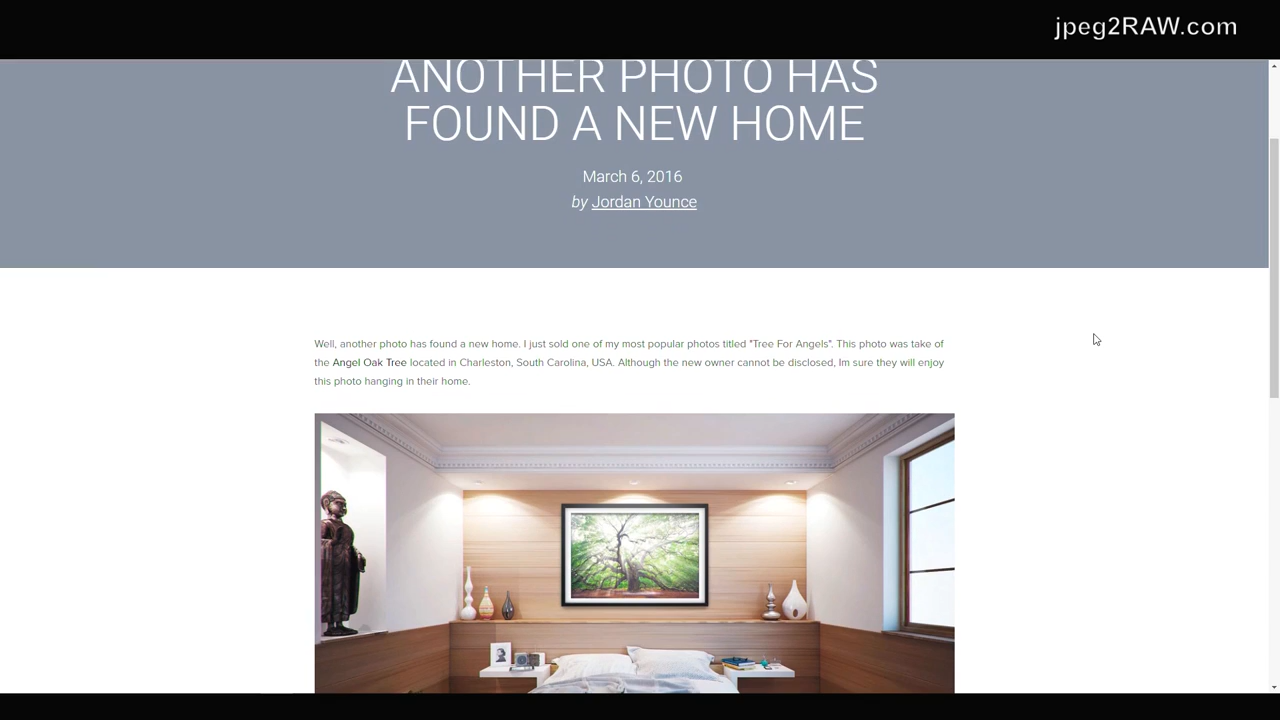 jpeg2RAW.com
ANOTHER PHOTO HAS
FOUND A NEW HOME
March 6, 2016
by Jordan Younce
Well, another photo has found a new home. I just sold one of my most popular photos titled "Tree For Angels". This photo was take of
the Angel Oak Tree located in Charleston, South Carolina, USA. Although the new owner cannot be disclosed, Im sure they will enjoy
this photo hanging in their home.